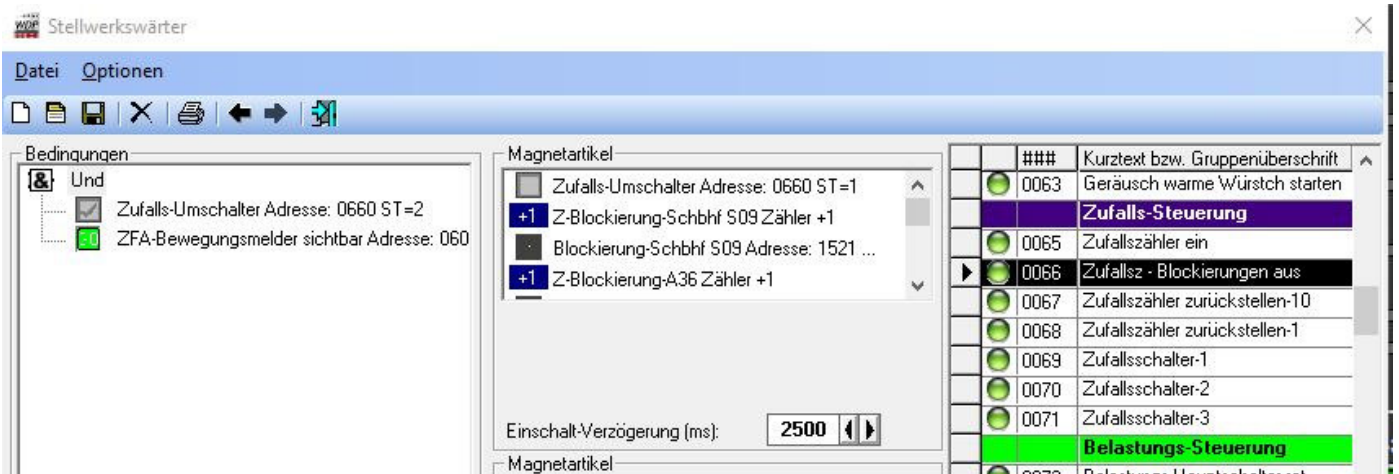 WDP Stellwerkswärter
Datei Optionen
Bedingungen
& Und
Zufalls-Umschalter Adresse: 0660 ST=2
ZFA-Bewegungsmelder sichtbar Adresse: 060
Magnetartikel
Zufalls-Umschalter Adresse: 0660 ST=1
+1 Z-Blockierung-Schbhf S09 Zähler +1
Blockierung-Schbhf S09 Adresse: 1521 ...
+1 Z-Blockierung-A36 Zähler +1
Einschalt-Verzögerung (ms): 2500
Magnetartikel
### Kurztext bzw. Gruppenüberschrift
0063 Geräusch warme Würstch starten
Zufalls-Steuerung
0065 Zufallszähler ein
0066 Zufallsz - Blockierungen aus
0067 Zufallszähler zurückstellen-10
0068 Zufallszähler zurückstellen-1
0069 Zufallsschalter-1
0070 Zufallsschalter-2
0071 Zufallsschalter-3
Belastungs-Steuerung